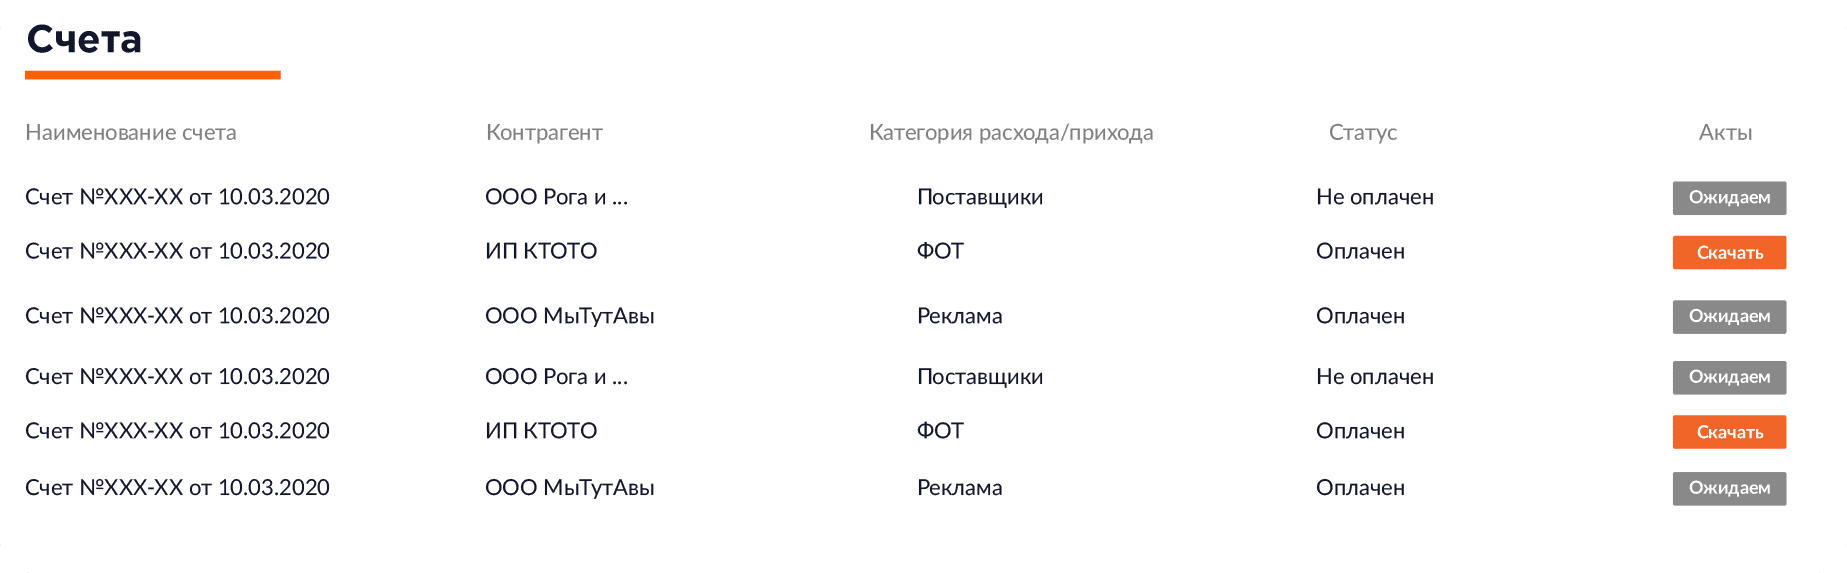 Счета
Наименование счета Контрагент Категория расхода/прихода Статус Акты
Счет №XXX-XX от 10.03.2020 ООО Рога и ... Поставщики Не оплачен Ожидаем
Счет №XXX-XX от 10.03.2020 ИП КТОТО ФОТ Оплачен Скачать
Счет №XXX-XX от 10.03.2020 ООО МыТутАвы Реклама Оплачен Ожидаем
Счет №XXX-XX от 10.03.2020 ООО Рога и ... Поставщики Не оплачен Ожидаем
Счет №XXX-XX от 10.03.2020 ИП КТОТО ФОТ Оплачен Скачать
Счет №XXX-XX от 10.03.2020 ООО МыТутАвы Реклама Оплачен Ожидаем